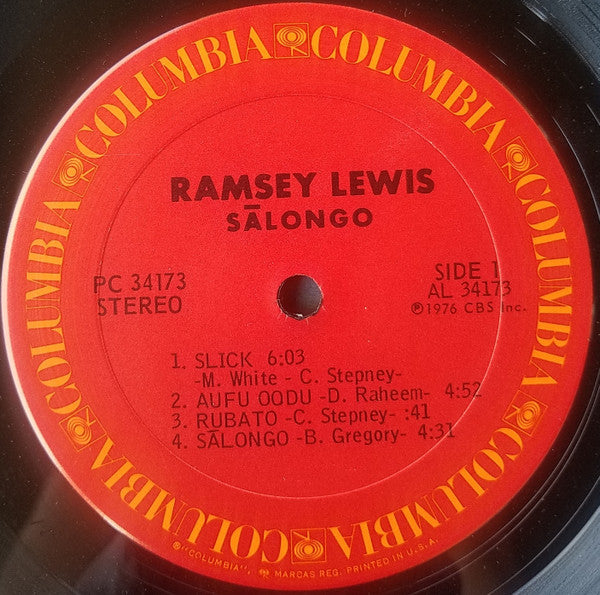 COLUMBIA COLUMBIA COLUMBIA COLUMBIA COLUMBIA COLUMBIA
RAMSEY LEWIS
SĀLONGO
PC 34173
STEREO
SIDE 1
AL 34173
℗1976 CBS Inc.
1. SLICK 6:03
-M. White - C. Stepney-
2. AUFU OODU -D. Raheem- 4:52
3. RUBATO -C. Stepney- :41
4. SĀLONGO -B. Gregory- 4:31
®"COLUMBIA", MARCAS REG. PRINTED IN U.S.A.